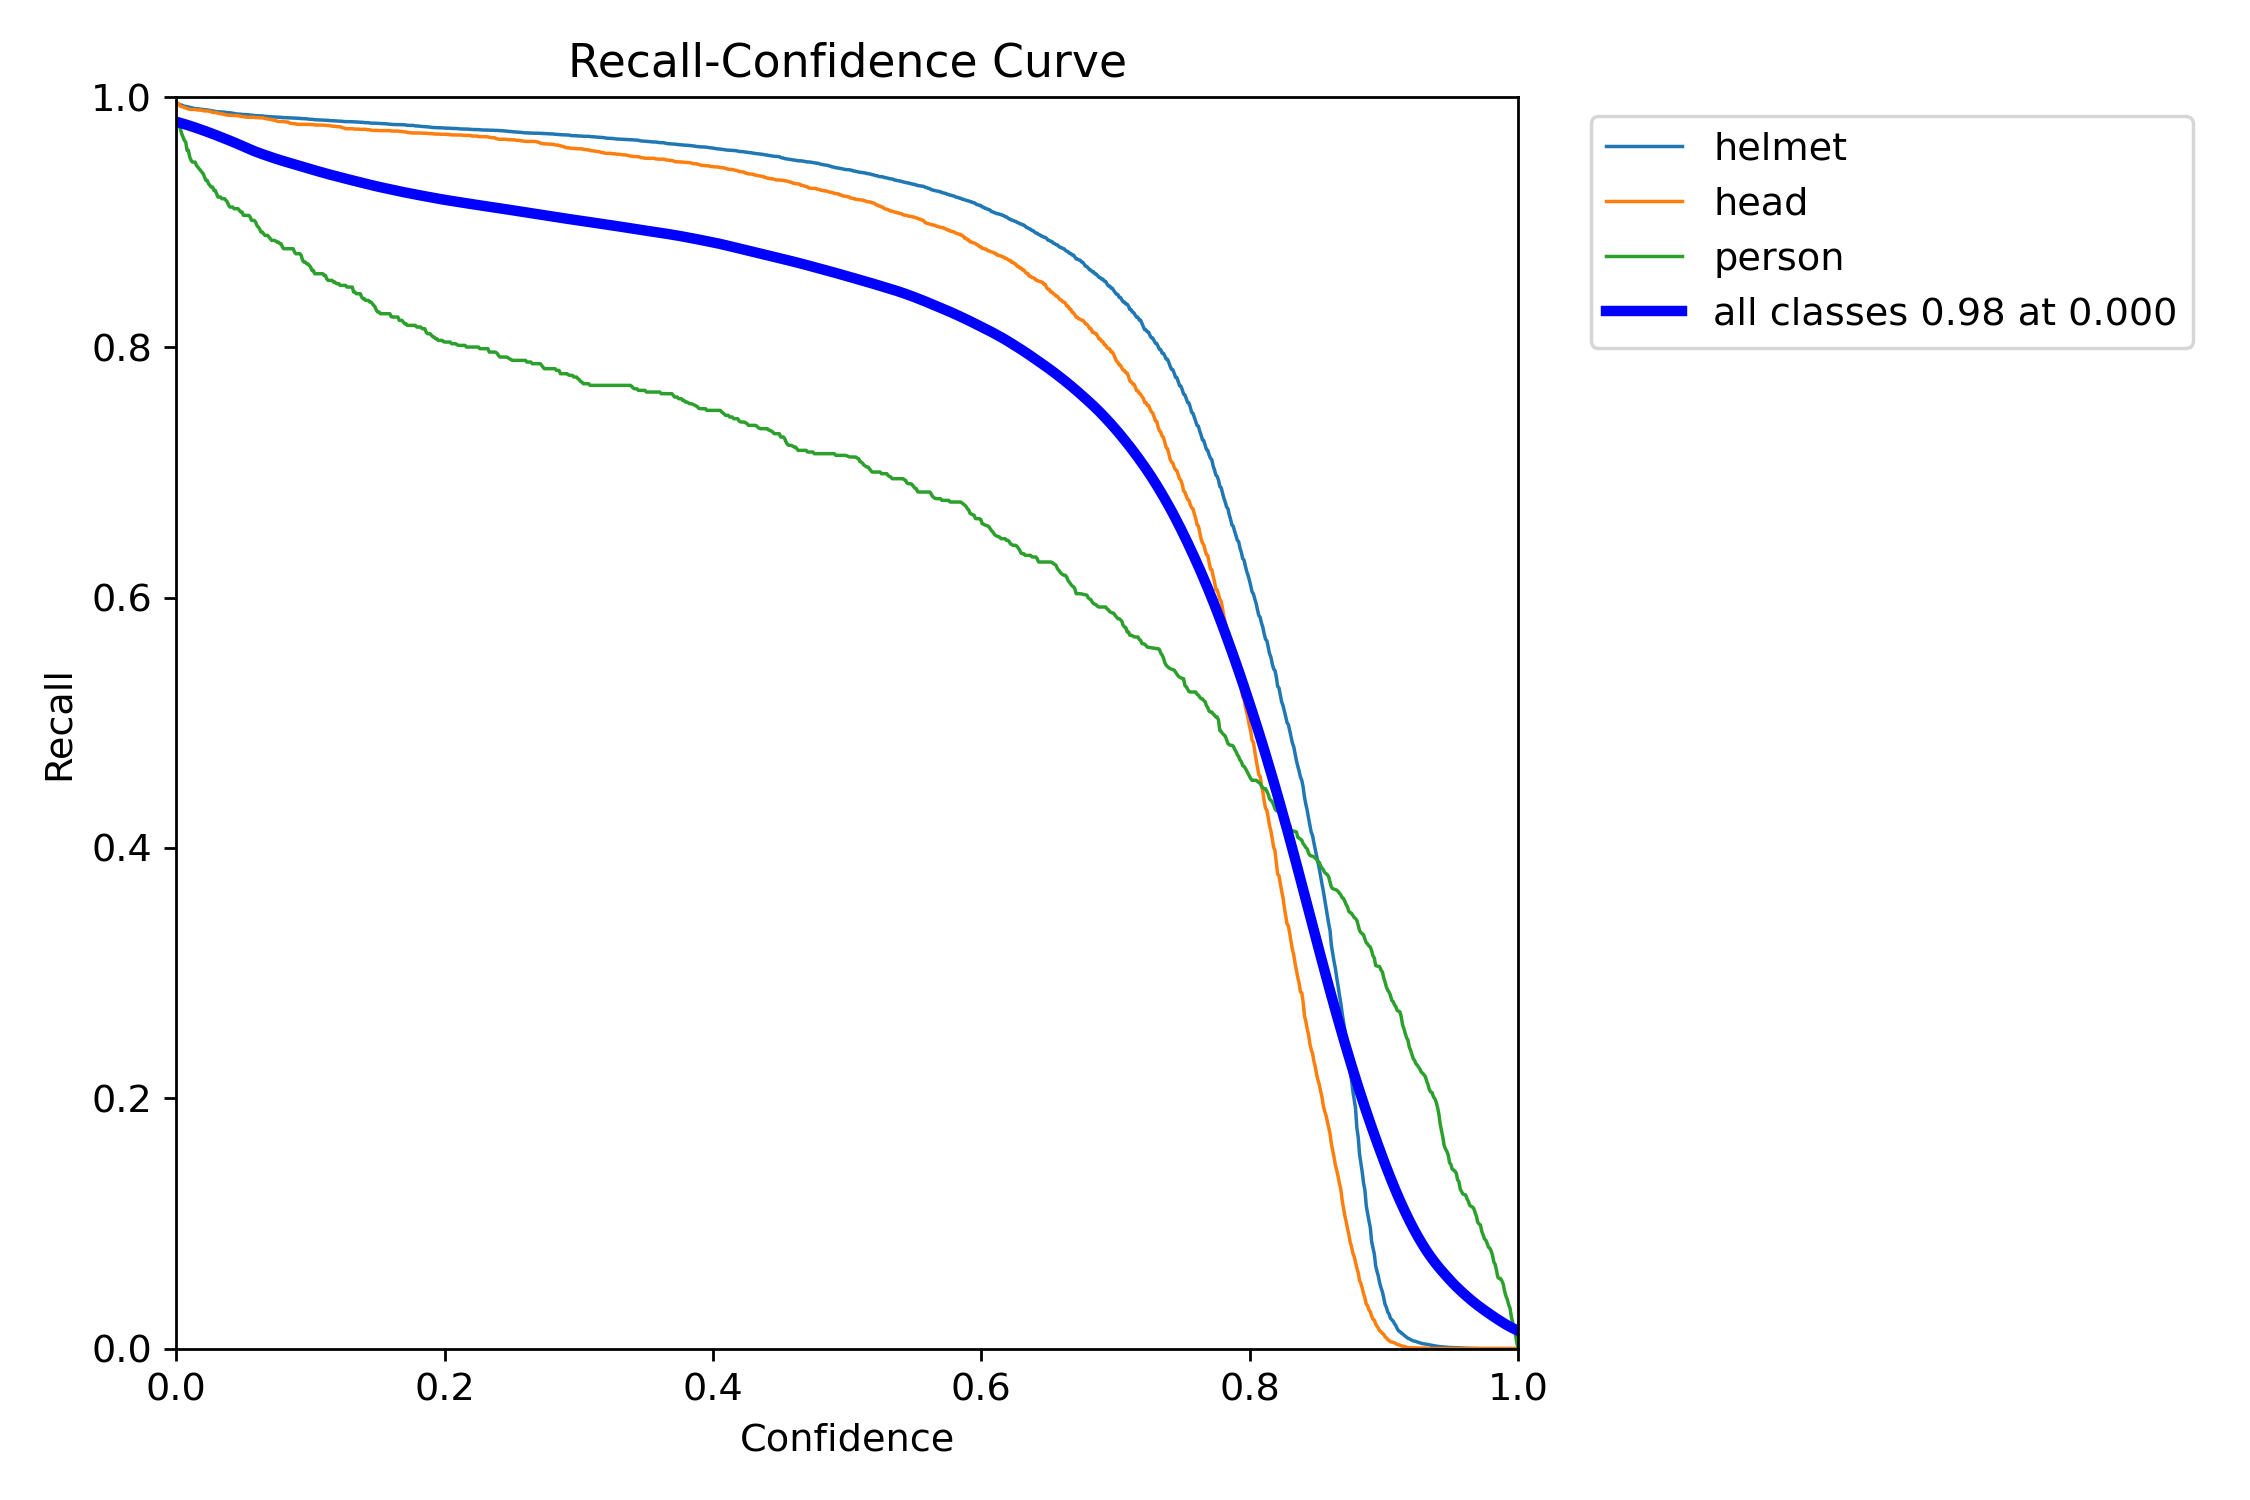 Recall-Confidence Curve
1.0
0.8
0.6
0.4
0.2
0.0
Recall
0.0 0.2 0.4 0.6 0.8 1.0
Confidence
helmet
head
person
all classes 0.98 at 0.000